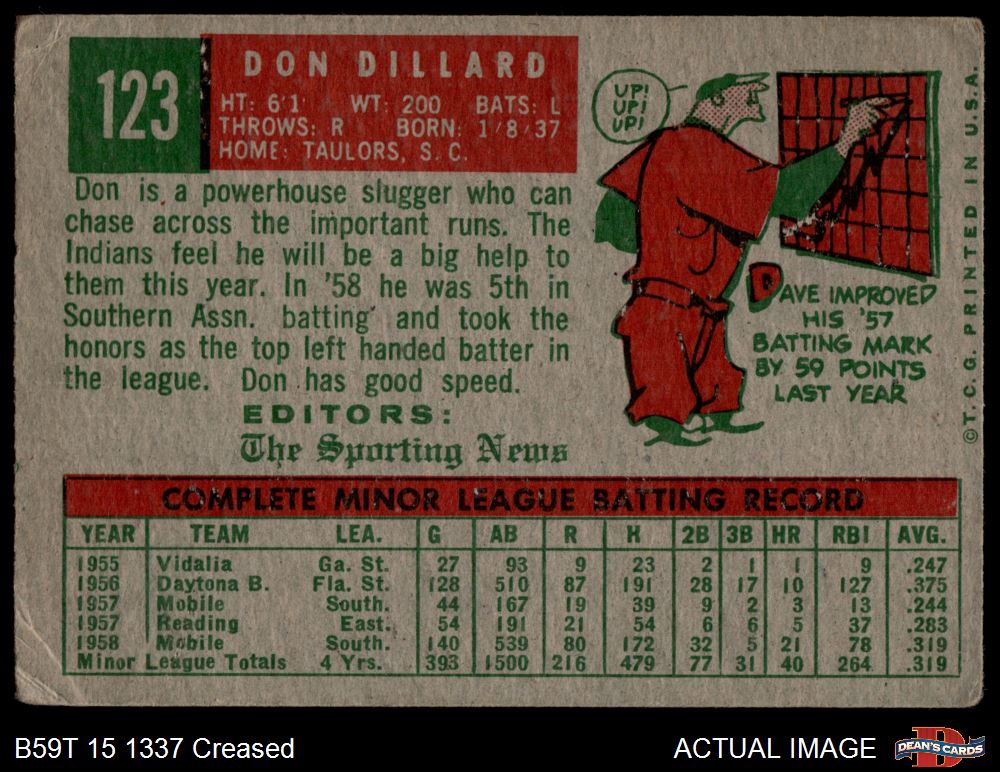 123
DON DILLARD
HT: 6'1 WT: 200 BATS: L
THROWS: R BORN: 1/8/37
HOME: TAULORS, S. C.
Don is a powerhouse slugger who can
chase across the important runs. The
Indians feel he will be a big help to
them this year. In '58 he was 5th in
Southern Assn. batting and took the
honors as the top left handed batter in
the league. Don has good speed.
EDITORS:
The Sporting News
UP!
UP!
UP!
DAVE IMPROVED
HIS '57
BATTING MARK
BY 59 POINTS
LAST YEAR
© T. C. G. PRINTED IN U.S.A.
COMPLETE MINOR LEAGUE BATTING RECORD
YEAR TEAM LEA. G AB R H 2B 3B HR RBI AVG.
1955 Vidalia Ga. St. 27 93 9 23 2 1 1 9 .247
1956 Daytona B. Fla. St. 128 510 87 191 28 17 10 127 .375
1957 Mobile South. 44 167 19 39 9 2 3 13 .244
1957 Reading East. 54 191 21 54 6 6 5 37 .283
1958 Mobile South. 140 539 80 172 32 5 21 78 .319
Minor League Totals 4 Yrs. 393 1500 216 479 77 31 40 264 .319
B59T 15 1337 Creased
ACTUAL IMAGE
DEAN'S CARDS